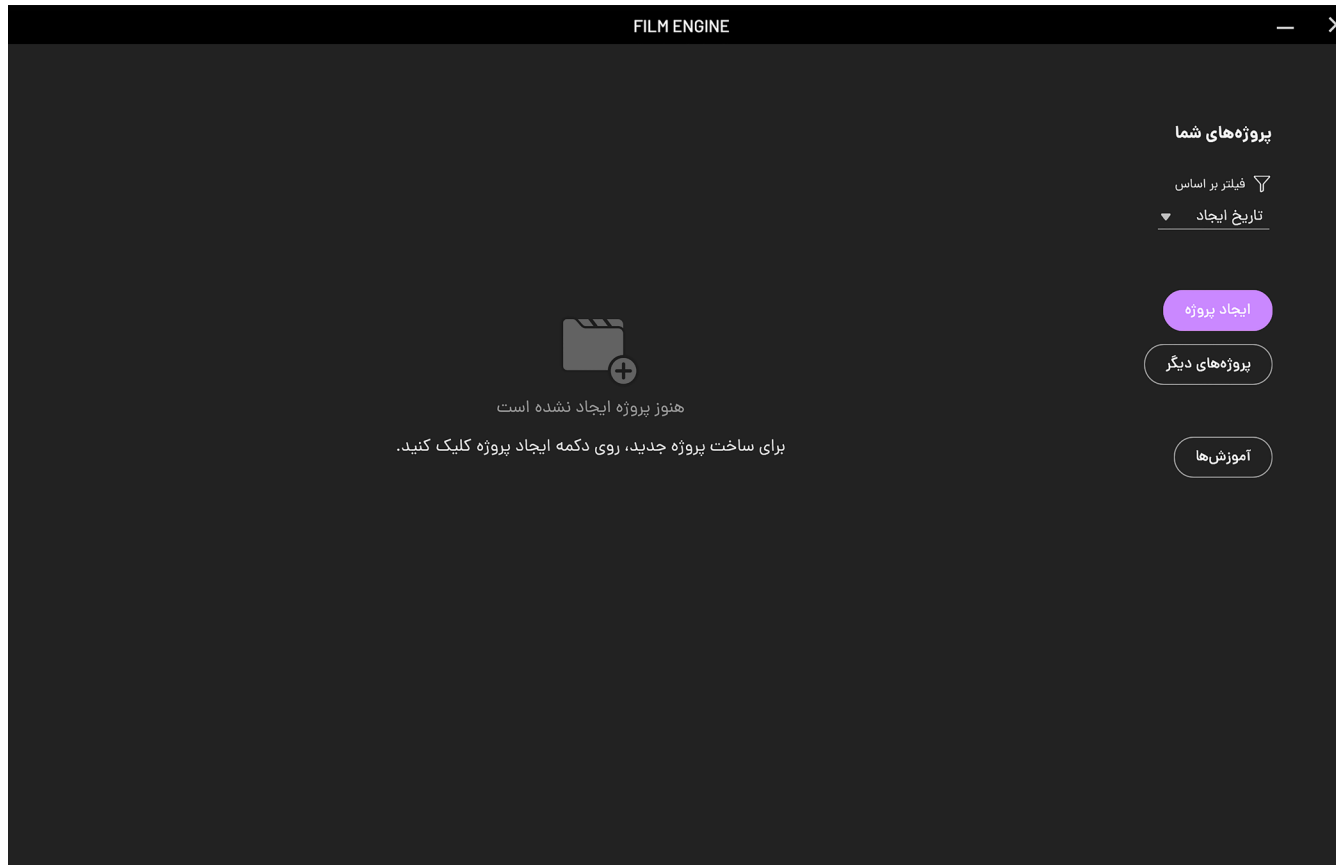 FILM ENGINE
پروژه‌های شما
فیلتر بر اساس
تاریخ ایجاد
ایجاد پروژه
پروژه‌های دیگر
آموزش‌ها
هنوز پروژه ایجاد نشده است
برای ساخت پروژه جدید، روی دکمه ایجاد پروژه کلیک کنید.